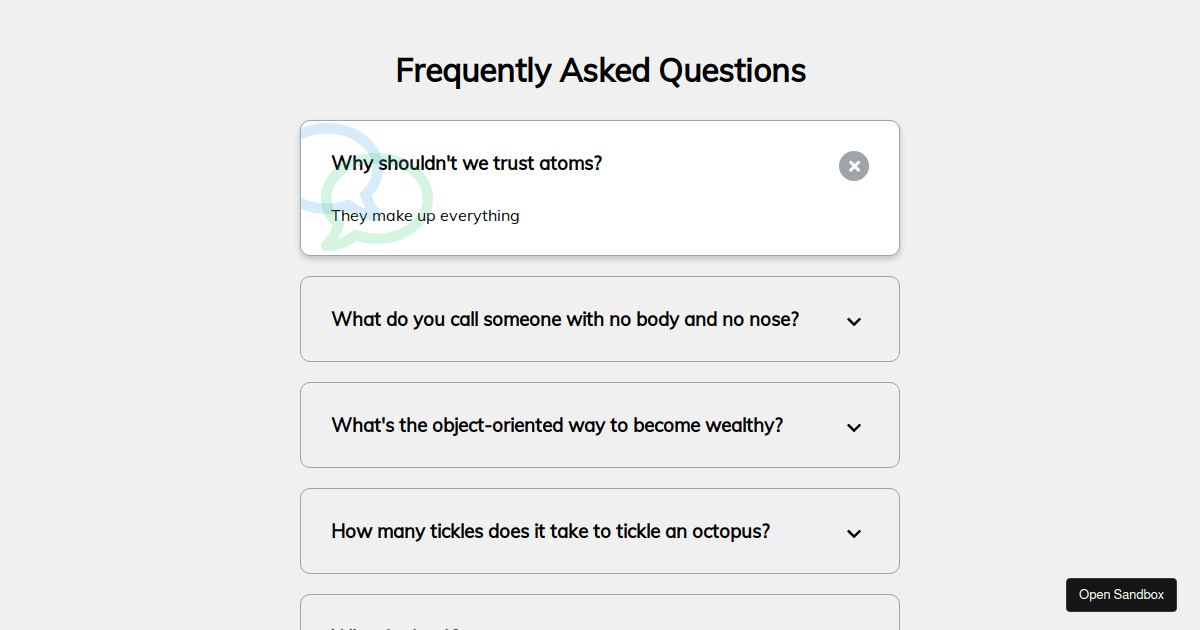 Frequently Asked Questions
Why shouldn't we trust atoms?
They make up everything
What do you call someone with no body and no nose?
What's the object-oriented way to become wealthy?
How many tickles does it take to tickle an octopus?
Open Sandbox